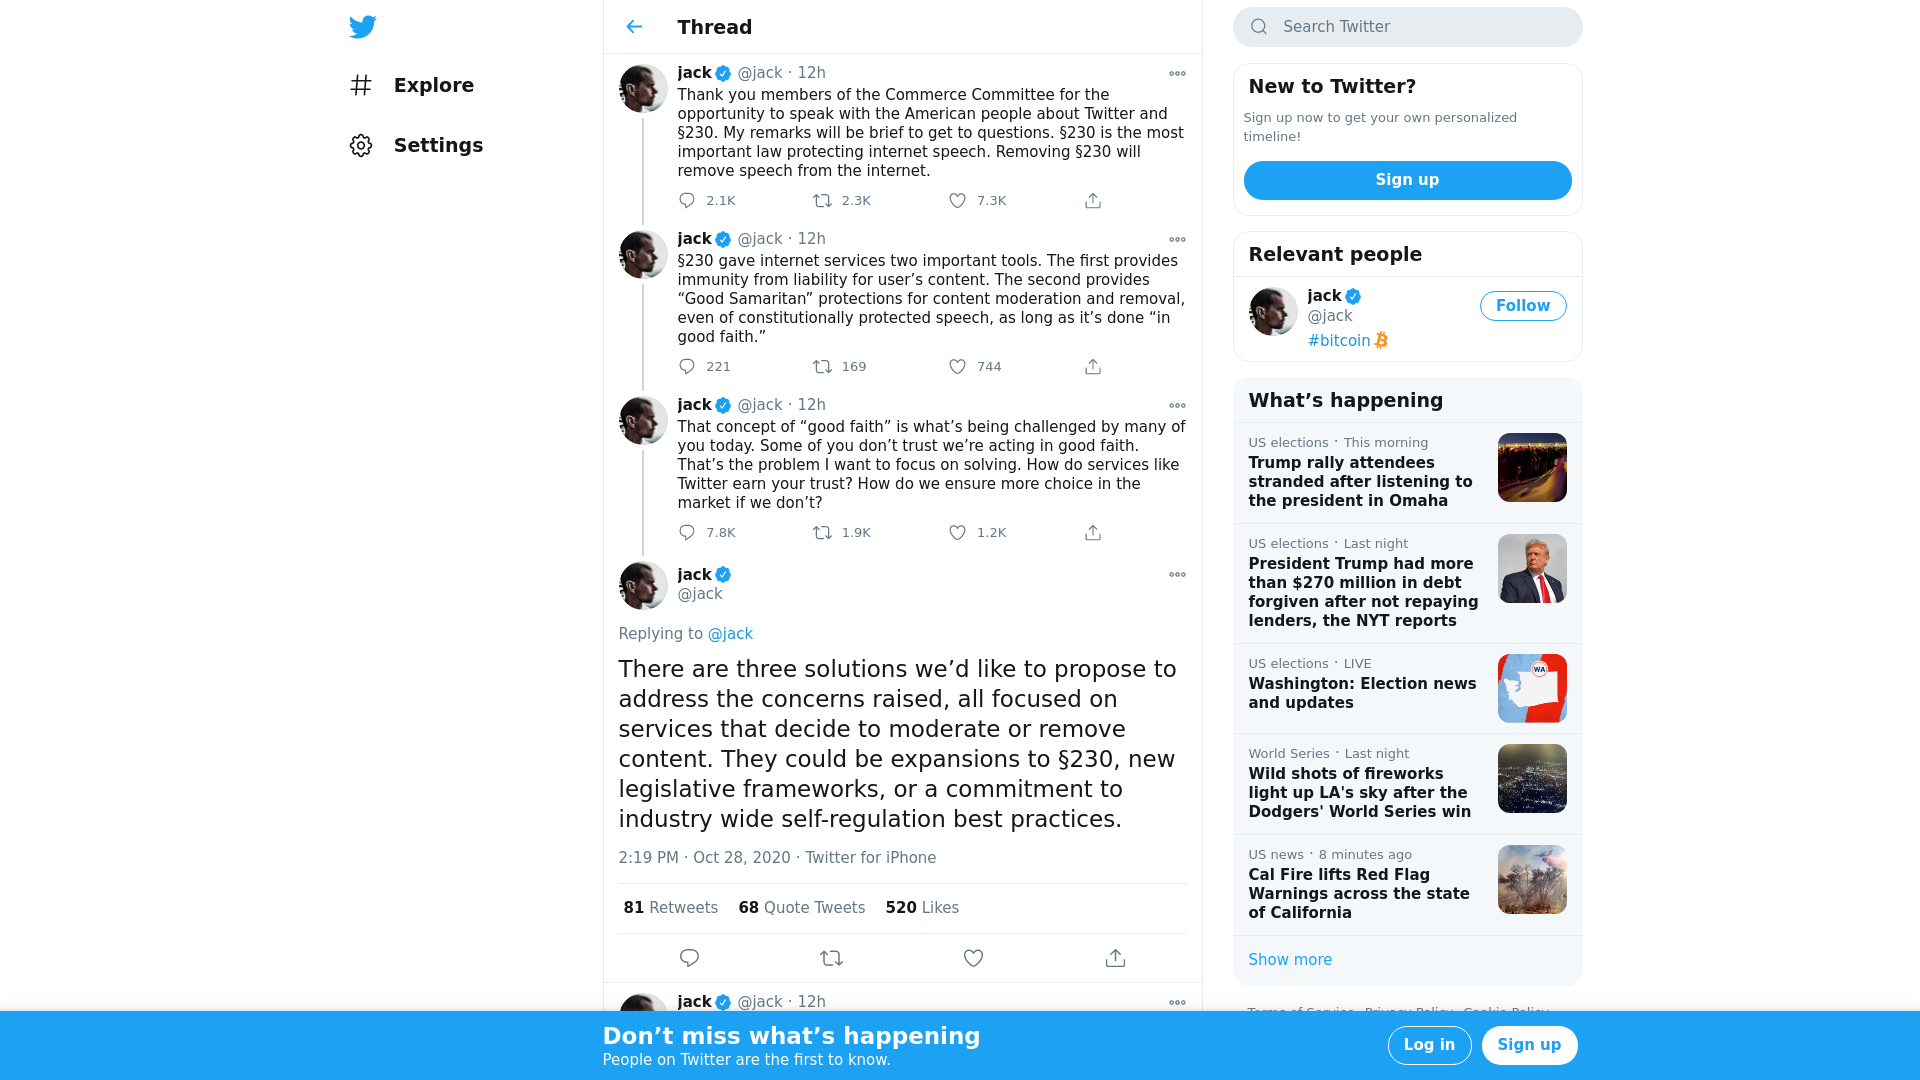 Explore
Settings
Thread
jack @jack · 12h
Thank you members of the Commerce Committee for the
opportunity to speak with the American people about Twitter and
§230. My remarks will be brief to get to questions. §230 is the most
important law protecting internet speech. Removing §230 will
remove speech from the internet.
2.1K 2.3K 7.3K
jack @jack · 12h
§230 gave internet services two important tools. The first provides
immunity from liability for user’s content. The second provides
“Good Samaritan” protections for content moderation and removal,
even of constitutionally protected speech, as long as it’s done “in
good faith.”
221 169 744
jack @jack · 12h
That concept of “good faith” is what’s being challenged by many of
you today. Some of you don’t trust we’re acting in good faith.
That’s the problem I want to focus on solving. How do services like
Twitter earn your trust? How do we ensure more choice in the
market if we don’t?
7.8K 1.9K 1.2K
jack
@jack
Replying to @jack
There are three solutions we’d like to propose to
address the concerns raised, all focused on
services that decide to moderate or remove
content. They could be expansions to §230, new
legislative frameworks, or a commitment to
industry wide self-regulation best practices.
2:19 PM · Oct 28, 2020 · Twitter for iPhone
81 Retweets 68 Quote Tweets 520 Likes
jack @jack · 12h
Search Twitter
New to Twitter?
Sign up now to get your own personalized
timeline!
Sign up
Relevant people
jack
@jack
Follow
#bitcoin
What’s happening
US elections · This morning
Trump rally attendees
stranded after listening to
the president in Omaha
US elections · Last night
President Trump had more
than $270 million in debt
forgiven after not repaying
lenders, the NYT reports
US elections · LIVE
Washington: Election news
and updates
WA
World Series · Last night
Wild shots of fireworks
light up LA's sky after the
Dodgers' World Series win
US news · 8 minutes ago
Cal Fire lifts Red Flag
Warnings across the state
of California
Show more
Terms of Service Privacy Policy Cookie Policy
Don’t miss what’s happening
People on Twitter are the first to know.
Log in
Sign up